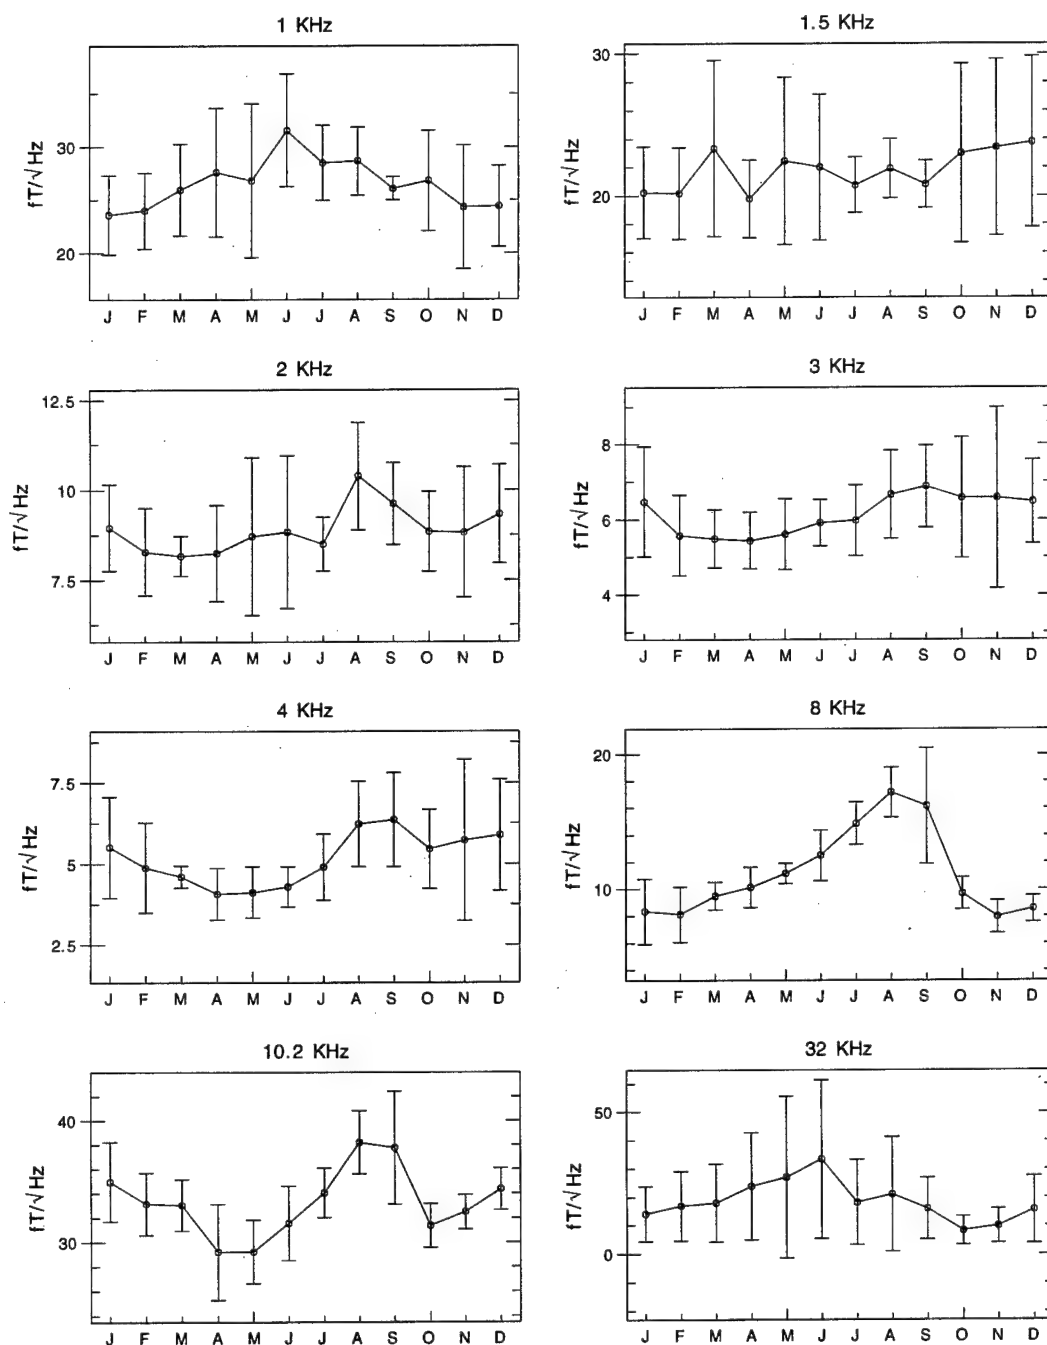 1 KHz
fT/√Hz
30
20
J F M A M J J A S O N D
1.5 KHz
fT/√Hz
30
20
J F M A M J J A S O N D
2 KHz
fT/√Hz
12.5
10
7.5
J F M A M J J A S O N D
3 KHz
fT/√Hz
8
6
4
J F M A M J J A S O N D
4 KHz
fT/√Hz
7.5
5
2.5
J F M A M J J A S O N D
8 KHz
fT/√Hz
20
10
J F M A M J J A S O N D
10.2 KHz
fT/√Hz
40
30
J F M A M J J A S O N D
32 KHz
fT/√Hz
50
0
J F M A M J J A S O N D